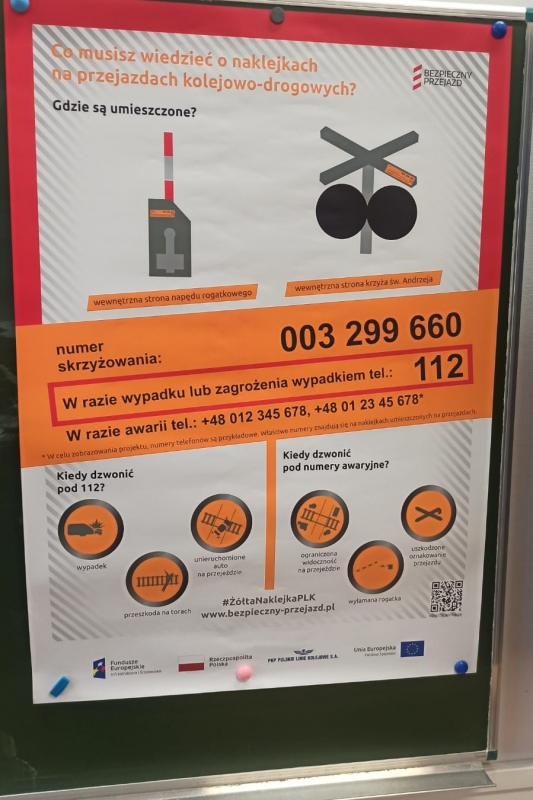 Co musisz wiedzieć o naklejkach
na przejazdach kolejowo-drogowych?
BEZPIECZNY
PRZEJAZD
Gdzie są umieszczone?
wewnętrzna strona napędu rogatkowego
wewnętrzna strona krzyża św. Andrzeja
numer
skrzyżowania:
003 299 660
W razie wypadku lub zagrożenia wypadkiem tel.: 112
W razie awarii tel.: +48 012 345 678, +48 01 23 45 678*
* W celu zobrazowania projektu, numery telefonów są przykładowe. Właściwe numery znajdują się na naklejkach umieszczonych na przejazdach.
Kiedy dzwonić
pod 112?
wypadek
unieruchomione
auto
na przejeździe
przeszkoda na torach
Kiedy dzwonić
pod numery awaryjne?
ograniczona
widoczność
na przejeździe
uszkodzone
oznakowanie
przejazdu
wyłamana rogatka
#ŻółtaNaklejkaPLK
www.bezpieczny-przejazd.pl
Fundusze
Europejskie
Infrastruktura i Środowisko
Rzeczpospolita
Polska
PKP POLSKIE LINIE KOLEJOWE S.A.
Unia Europejska
Fundusz Spójności